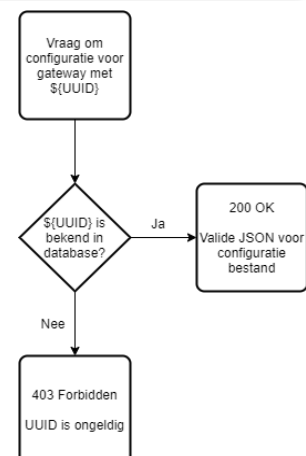 Vraag om
configuratie voor
gateway met
${UUID}
${UUID} is
bekend in
database?
Ja
200 OK
Valide JSON voor
configuratie
bestand
Nee
403 Forbidden
UUID is ongeldig